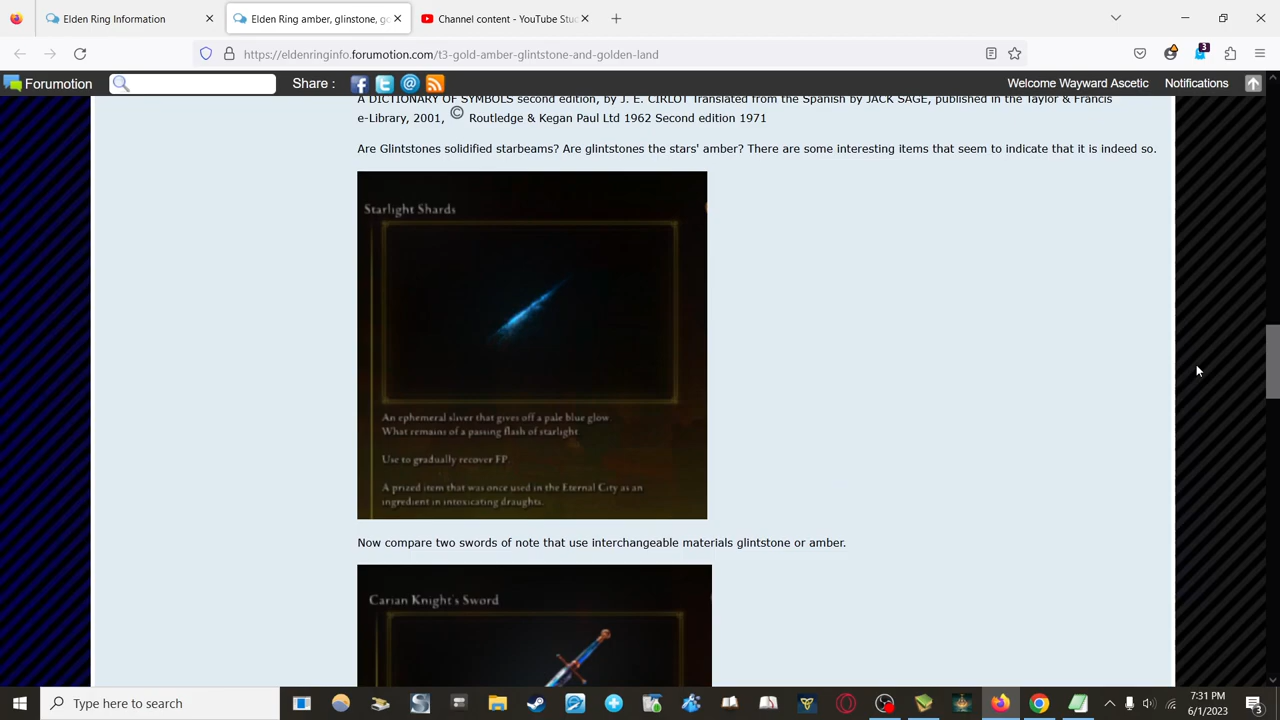 Elden Ring Information
Elden Ring amber, glinstone, go
Channel content - YouTube Stu
https://eldenringinfo.forumotion.com/t3-gold-amber-glintstone-and-golden-land
3
Forumotion
Share :
Welcome Wayward Ascetic
Notifications
A DICTIONARY OF SYMBOLS second edition, by J. E. CIRLOT Translated from the Spanish by JACK SAGE, published in the Taylor & Francis
e-Library, 2001, © Routledge & Kegan Paul Ltd 1962 Second edition 1971
Are Glintstones solidified starbeams? Are glintstones the stars' amber? There are some interesting items that seem to indicate that it is indeed so.
Starlight Shards
An ephemeral sliver that gives off a pale blue glow.
What remains of a passing flash of starlight
Use to gradually recover FP.
A prized item that was once used in the Eternal City as an
ingredient in intoxicating draughts.
Now compare two swords of note that use interchangeable materials glintstone or amber.
Carian Knight's Sword
Type here to search
7:31 PM
6/1/2023
3